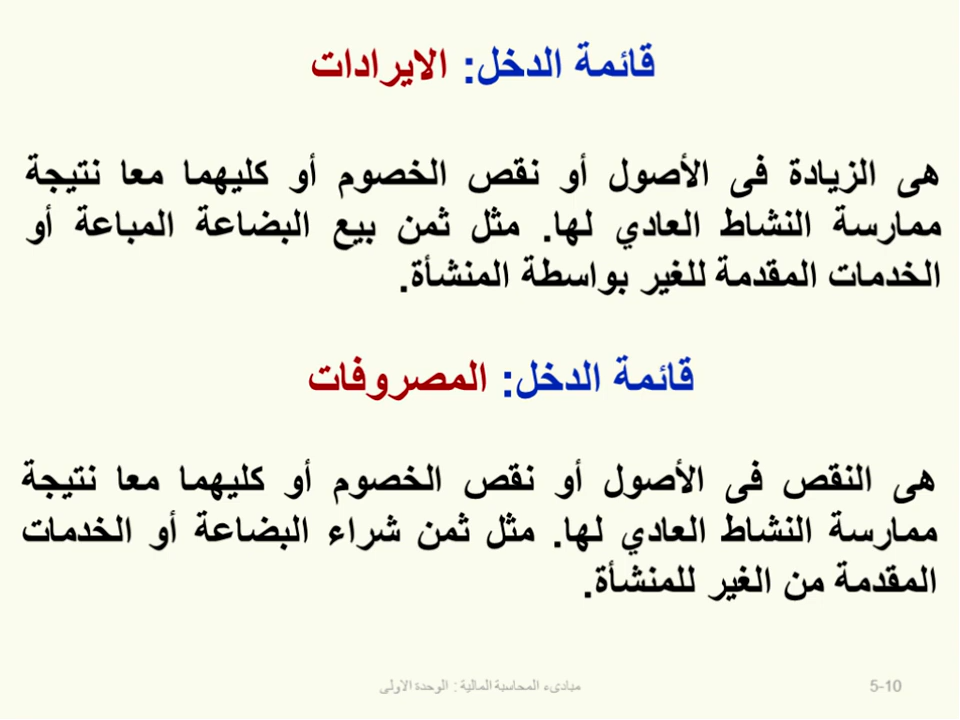 قائمة الدخل: الايرادات
هى الزيادة فى الأصول أو نقص الخصوم أو كليهما معا نتيجة
ممارسة النشاط العادي لها. مثل ثمن بيع البضاعة المباعة أو
الخدمات المقدمة للغير بواسطة المنشأة.
قائمة الدخل: المصروفات
هى النقص فى الأصول أو نقص الخصوم أو كليهما معا نتيجة
ممارسة النشاط العادي لها. مثل ثمن شراء البضاعة أو الخدمات
المقدمة من الغير للمنشأة.
مبادىء المحاسبة المالية : الوحدة الاولى
5-10